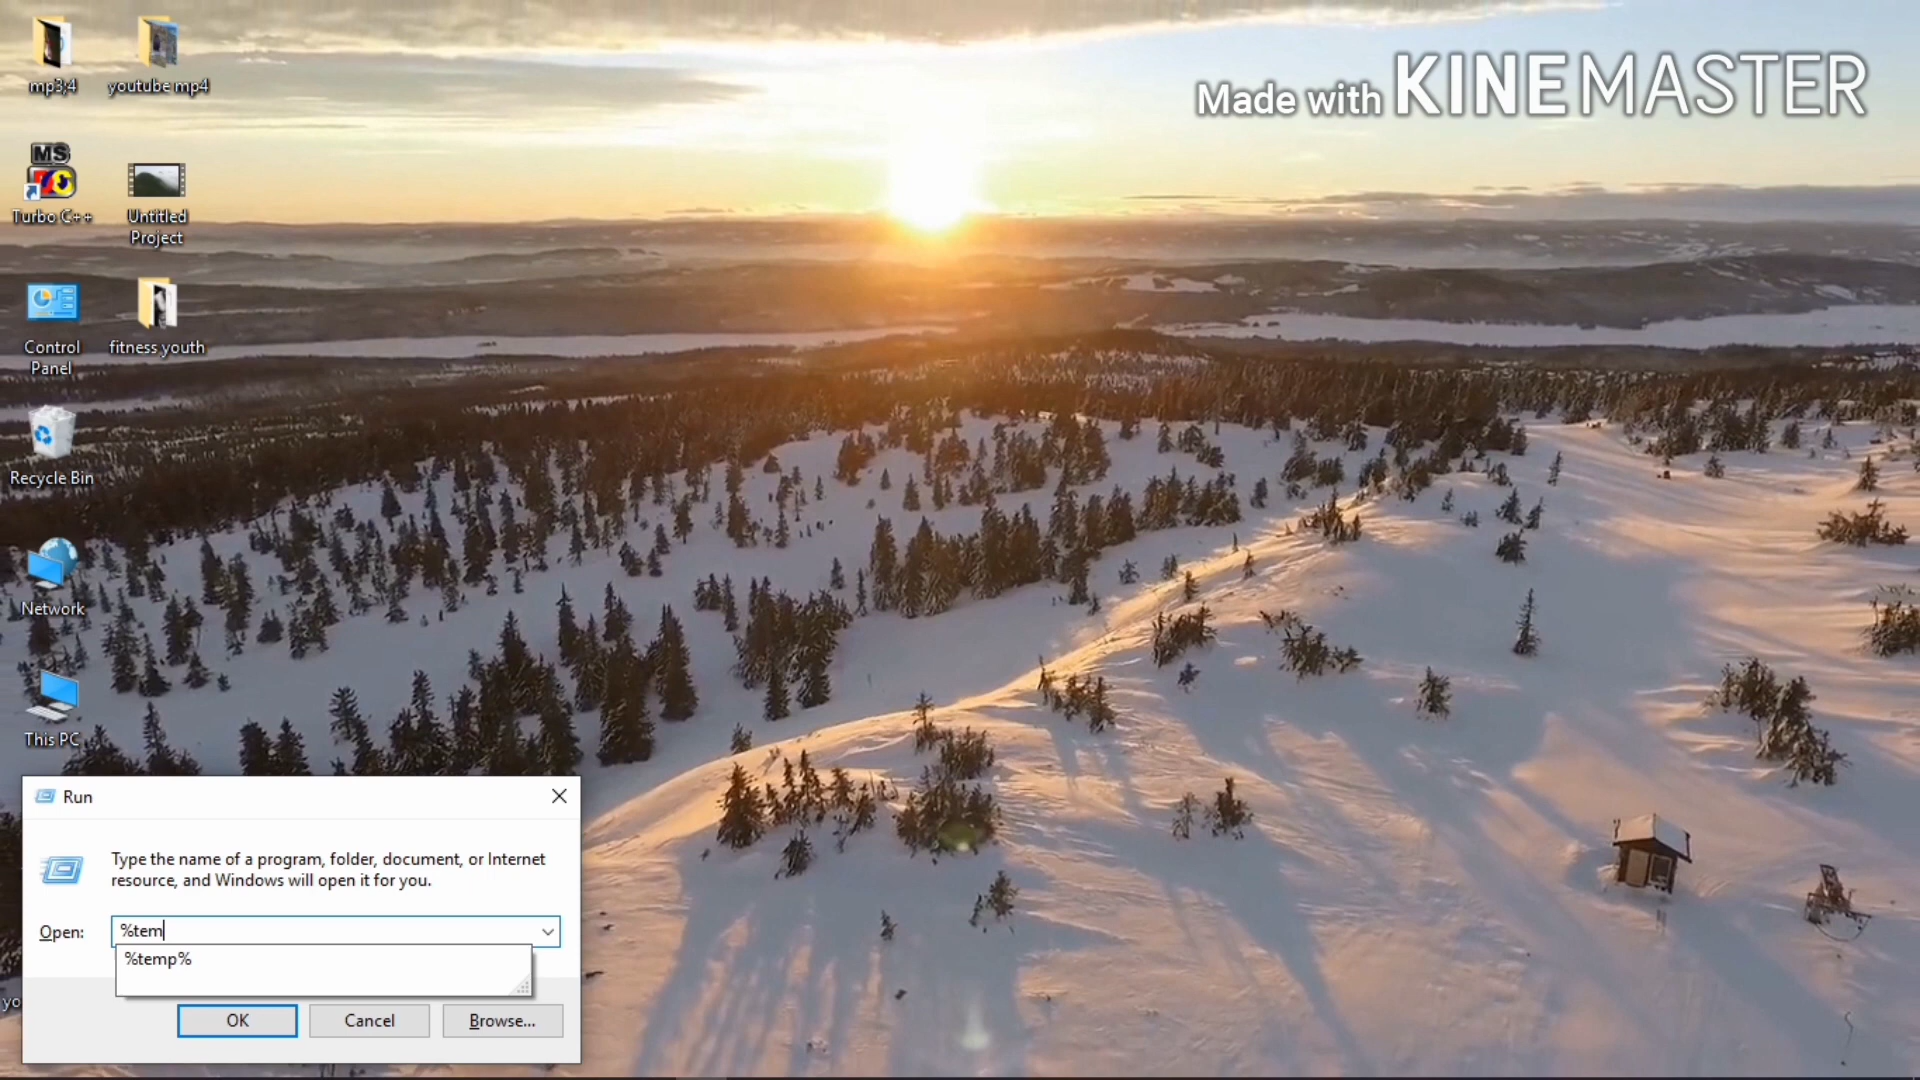 mp3;4
youtube mp4
Made with KINEMASTER
MS
Turbo C++
Untitled
Project
Control
Panel
fitness youth
Recycle Bin
Network
This PC
Run
Type the name of a program, folder, document, or Internet
resource, and Windows will open it for you.
Open:
%tem
%temp%
yo
OK
Cancel
Browse...